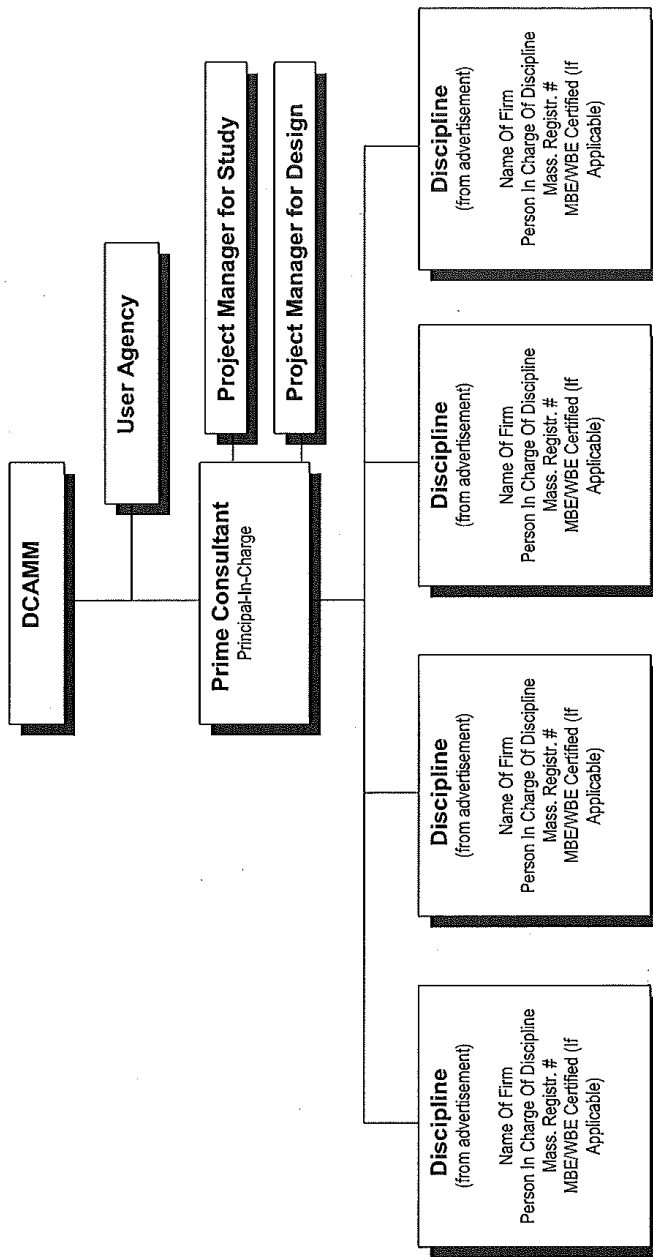 DCAMM
User Agency
Prime Consultant
Principal-In-Charge
Project Manager for Study
Project Manager for Design
Discipline
(from advertisement)
Name Of Firm
Person In Charge Of Discipline
Mass. Registr. #
MBE/WBE Certified (If
Applicable)
Discipline
(from advertisement)
Name Of Firm
Person In Charge Of Discipline
Mass. Registr. #
MBE/WBE Certified (If
Applicable)
Discipline
(from advertisement)
Name Of Firm
Person In Charge Of Discipline
Mass. Registr. #
MBE/WBE Certified (If
Applicable)
Discipline
(from advertisement)
Name Of Firm
Person In Charge Of Discipline
Mass. Registr. #
MBE/WBE Certified (If
Applicable)